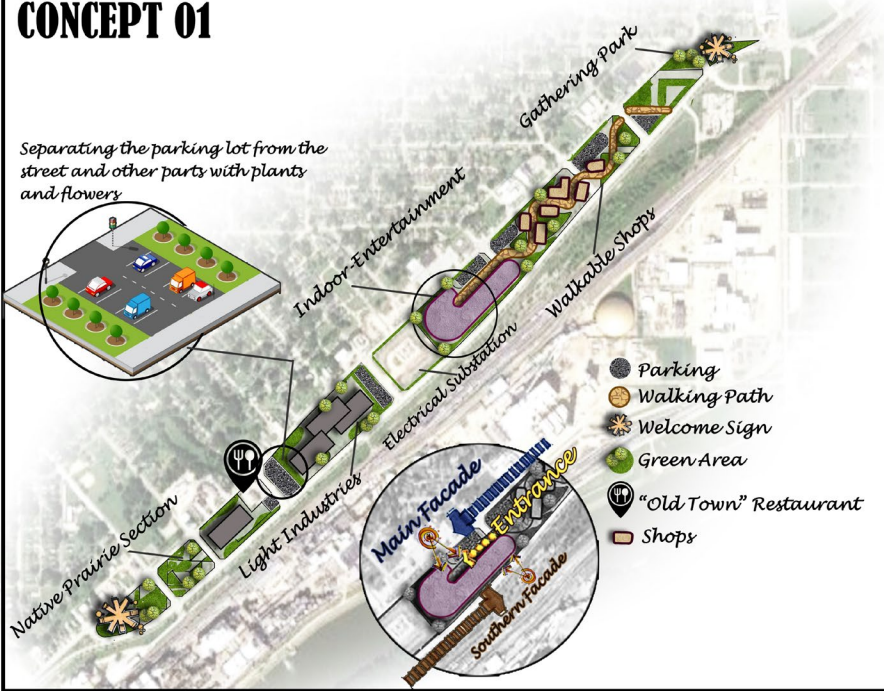 CONCEPT 01
Gathering Park
Separating the parking lot from the
street and other parts with plants
and flowers
Indoor-Entertainment
Walkable Shops
Electrical Substation
Parking
Walking Path
Welcome Sign
Green Area
"Old Town" Restaurant
Shops
Light Industries
Native Prairie Section
Main Facade
Entrance
Southern Facade